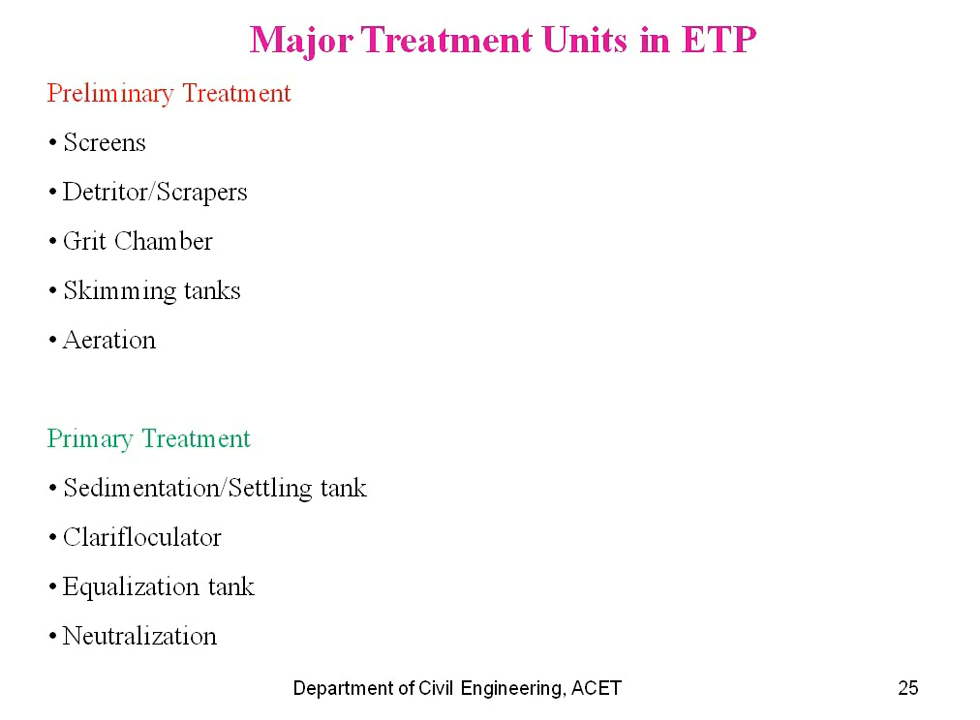 Major Treatment Units in ETP
Preliminary Treatment
• Screens
• Detritor/Scrapers
• Grit Chamber
• Skimming tanks
• Aeration
Primary Treatment
• Sedimentation/Settling tank
• Clarifloculator
• Equalization tank
• Neutralization
Department of Civil Engineering, ACET
25